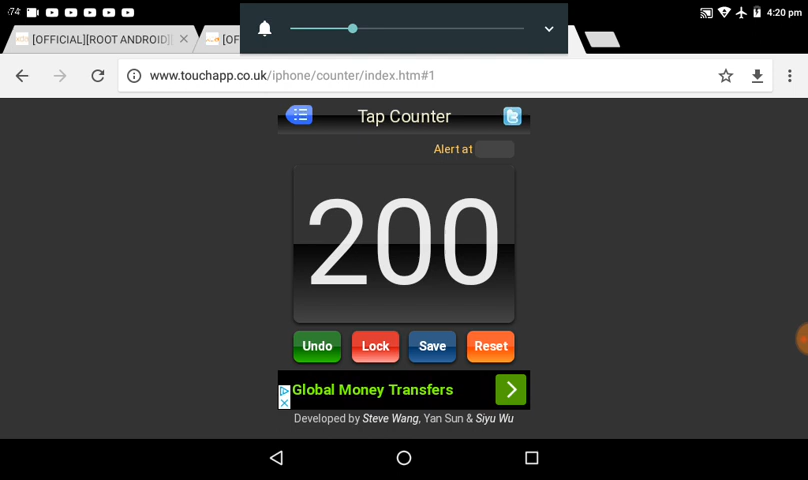 74
4:20 pm
[OFFICIAL][ROOT ANDROID]
[OF
www.touchapp.co.uk/iphone/counter/index.htm#1
Tap Counter
Alert at
200
Undo
Lock
Save
Reset
Global Money Transfers
Developed by Steve Wang, Yan Sun & Siyu Wu